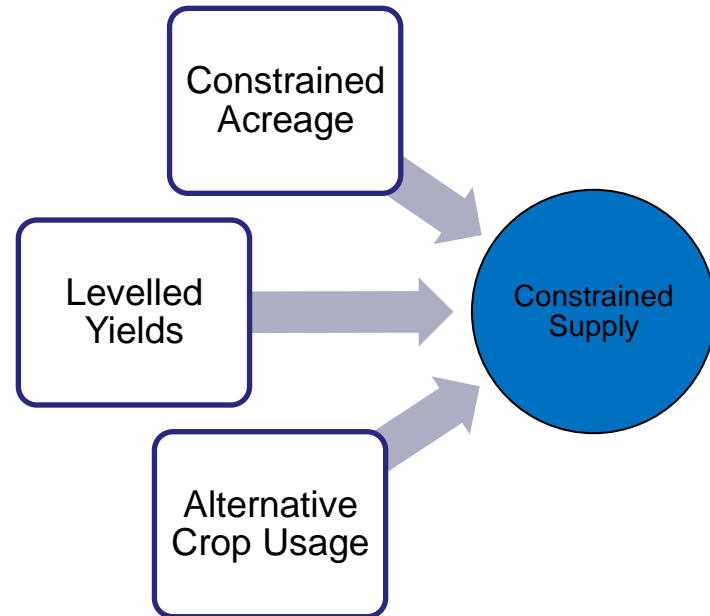 Constrained
Acreage
Levelled
Yields
Constrained
Supply
Alternative
Crop Usage